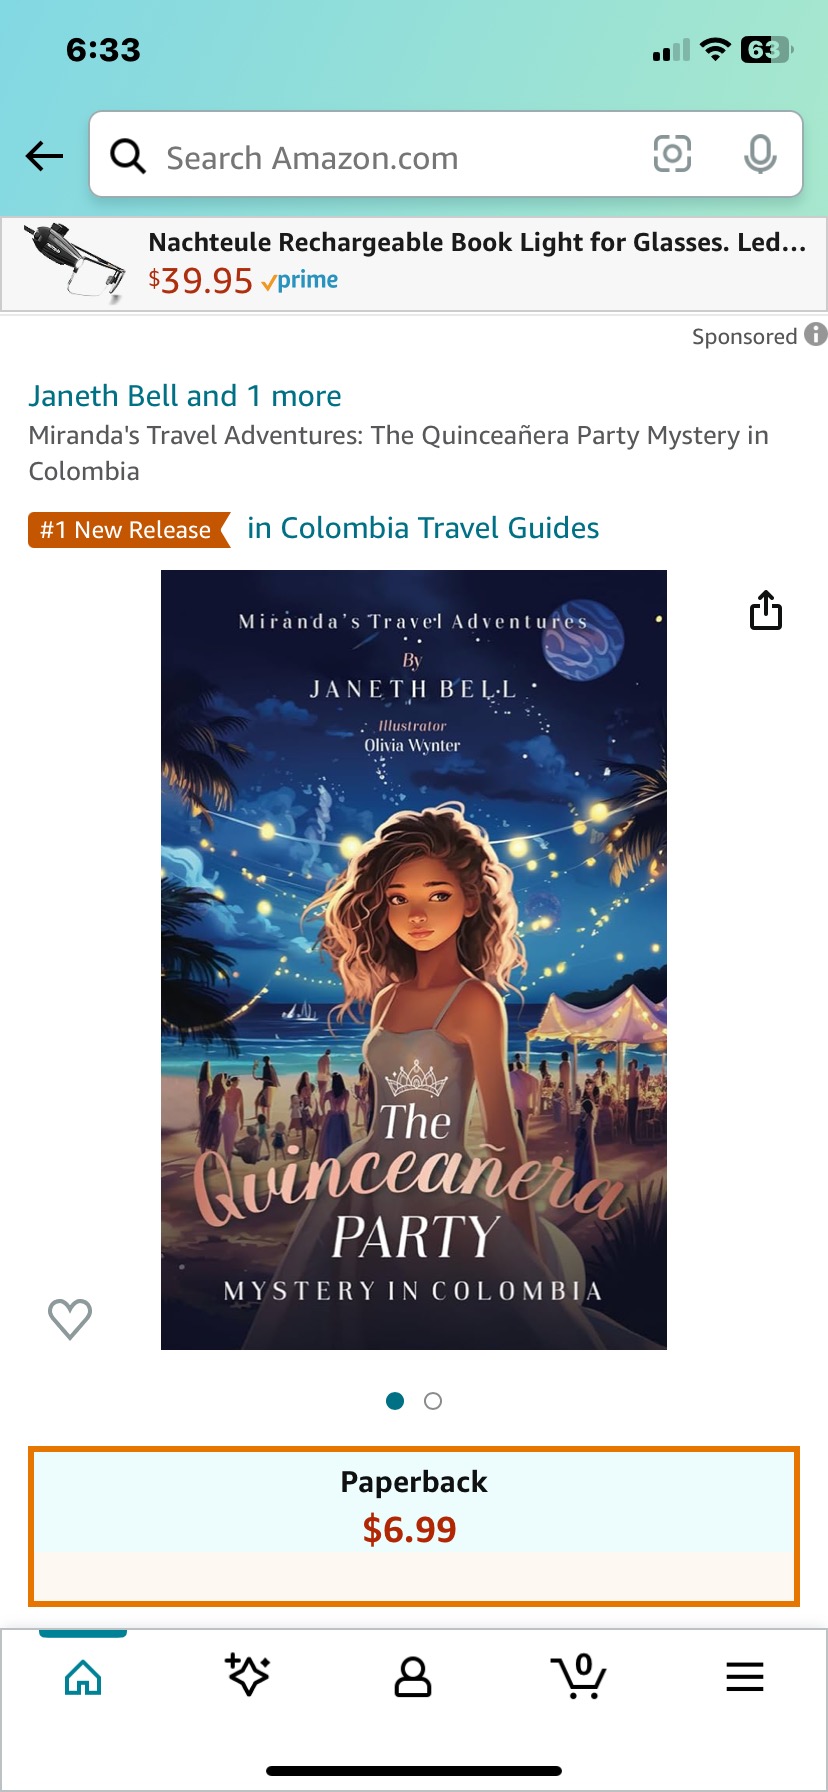 6:33
63
Search Amazon.com
Nachteule Rechargeable Book Light for Glasses. Led...
$39.95 prime
Sponsored
Janeth Bell and 1 more
Miranda's Travel Adventures: The Quinceañera Party Mystery in
Colombia
#1 New Release in Colombia Travel Guides
Miranda's Travel Adventures
By
JANETH BELL
Illustrator
Olivia Wynter
The
Quinceañera
PARTY
MYSTERY IN COLOMBIA
Paperback
$6.99
0